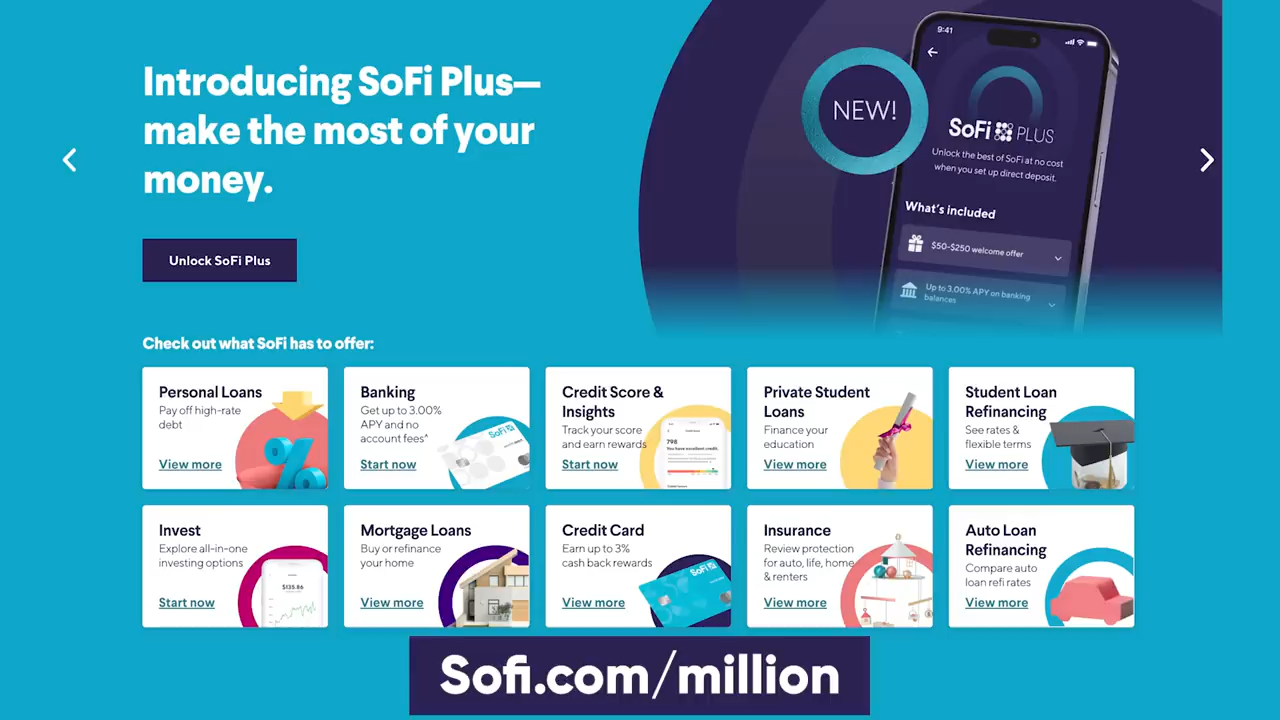 Introducing SoFi Plus—
make the most of your
money.
Unlock SoFi Plus
NEW!
9:41
SoFi PLUS
Unlock the best of SoFi at no cost
when you set up direct deposit.
What's included
$50-$250 welcome offer
Up to 3.00% APY on banking
balances
Check out what SoFi has to offer:
Personal Loans
Pay off high-rate
debt
View more
Banking
Get up to 3.00%
APY and no
account fees^
Start now
SoFi
Credit Score &
Insights
Track your score
and earn rewards
Start now
798
You have excellent credit.
Private Student
Loans
Finance your
education
View more
Student Loan
Refinancing
See rates &
flexible terms
View more
Invest
Explore all-in-one
investing options
Start now
$135.86
Mortgage Loans
Buy or refinance
your home
View more
Credit Card
Earn up to 3%
cash back rewards
View more
SoFi
Insurance
Review protection
for auto, life, home
& renters
View more
Auto Loan
Refinancing
Compare auto
loan refi rates
View more
Sofi.com/million